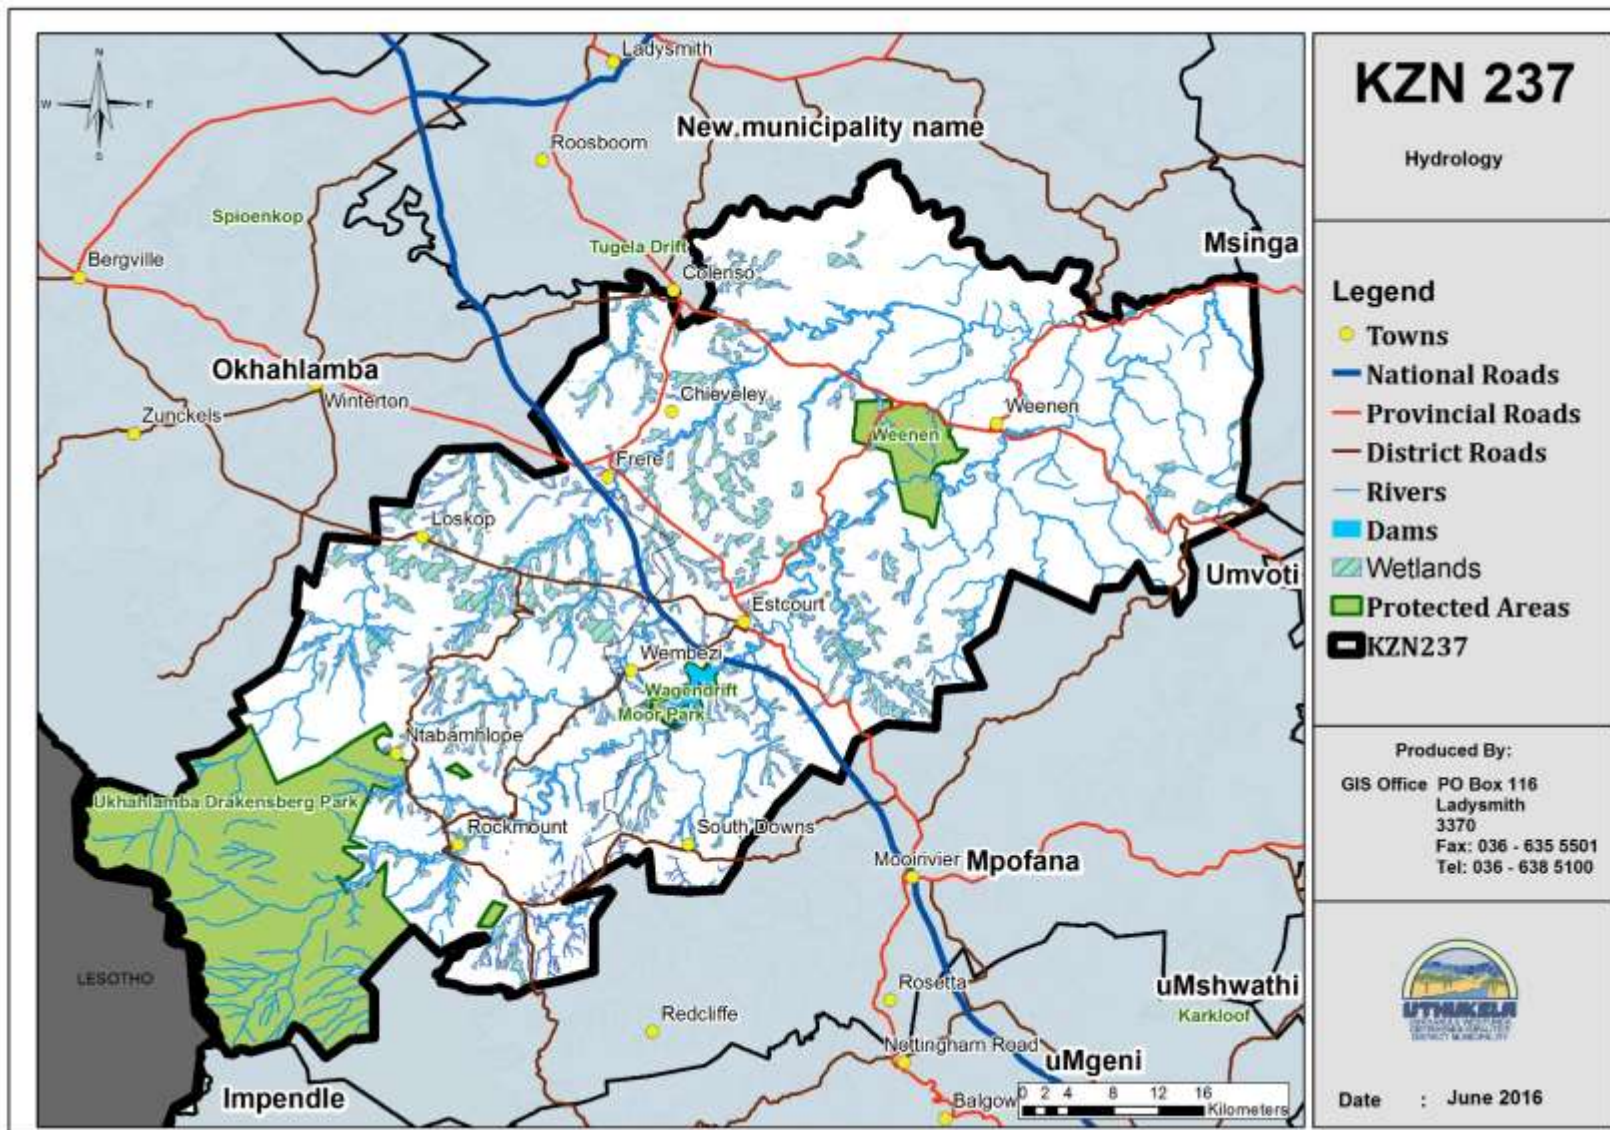 N
W
E
S
Ladysmith
New.municipality name
Roosboom
Spioenkop
Msinga
Tugela Drift
Bergville
Colenso
Okhahlamba
Chieveley
Winterton
Weenen
Zunckels
Weenen
Frere
Loskop
Umvoti
Estcourt
Wembezi
Wagendrift
Moor Park
Ntabamhlope
Ukhahlamba Drakensberg Park
Rockmount
South Downs
Mooirivier
Mpofana
LESOTHO
Rosetta
uMshwathi
Redcliffe
Karkloof
Nottingham Road
uMgeni
Impendle
Balgow
0 2 4 8 12 16
Kilometers
KZN 237
Hydrology
Legend
Towns
National Roads
Provincial Roads
District Roads
Rivers
Dams
Wetlands
Protected Areas
KZN237
Produced By:
GIS Office PO Box 116
Ladysmith
3370
Fax: 036 - 635 5501
Tel: 036 - 638 5100
UTHUKELA
DISTRICT MUNICIPALITY
Date : June 2016